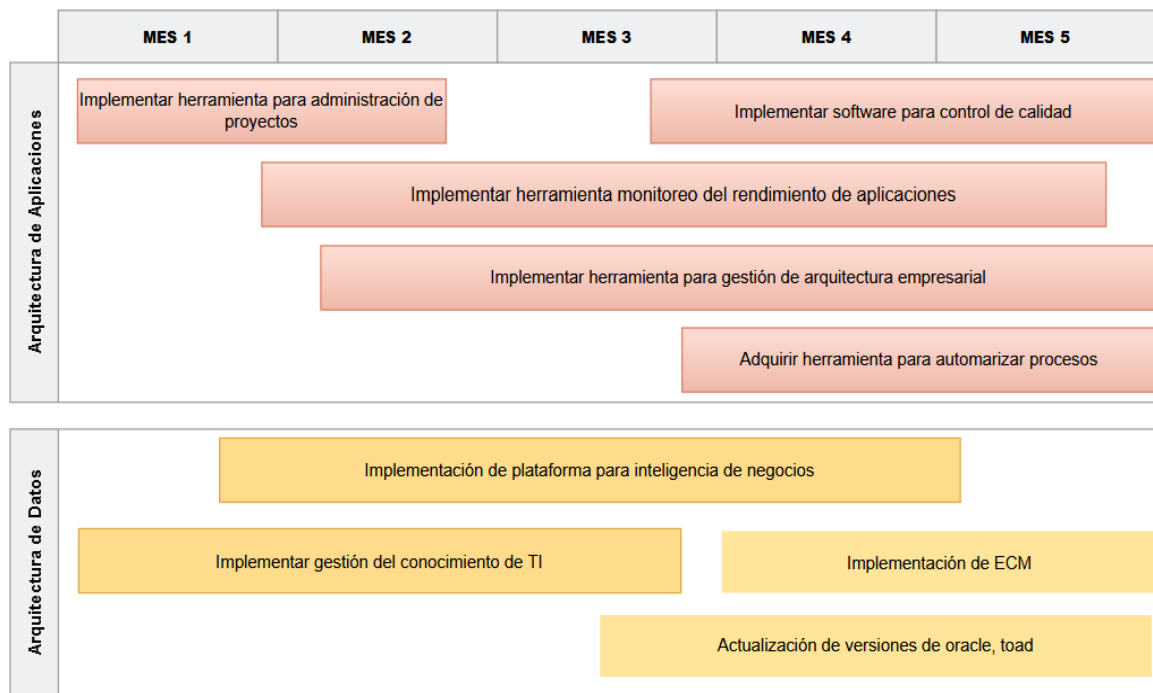 MES 1 MES 2 MES 3 MES 4 MES 5
Arquitectura de Aplicaciones
Implementar herramienta para administración de
proyectos
Implementar software para control de calidad
Implementar herramienta monitoreo del rendimiento de aplicaciones
Implementar herramienta para gestión de arquitectura empresarial
Adquirir herramienta para automarizar procesos
Arquitectura de Datos
Implementación de plataforma para inteligencia de negocios
Implementar gestión del conocimiento de TI
Implementación de ECM
Actualización de versiones de oracle, toad